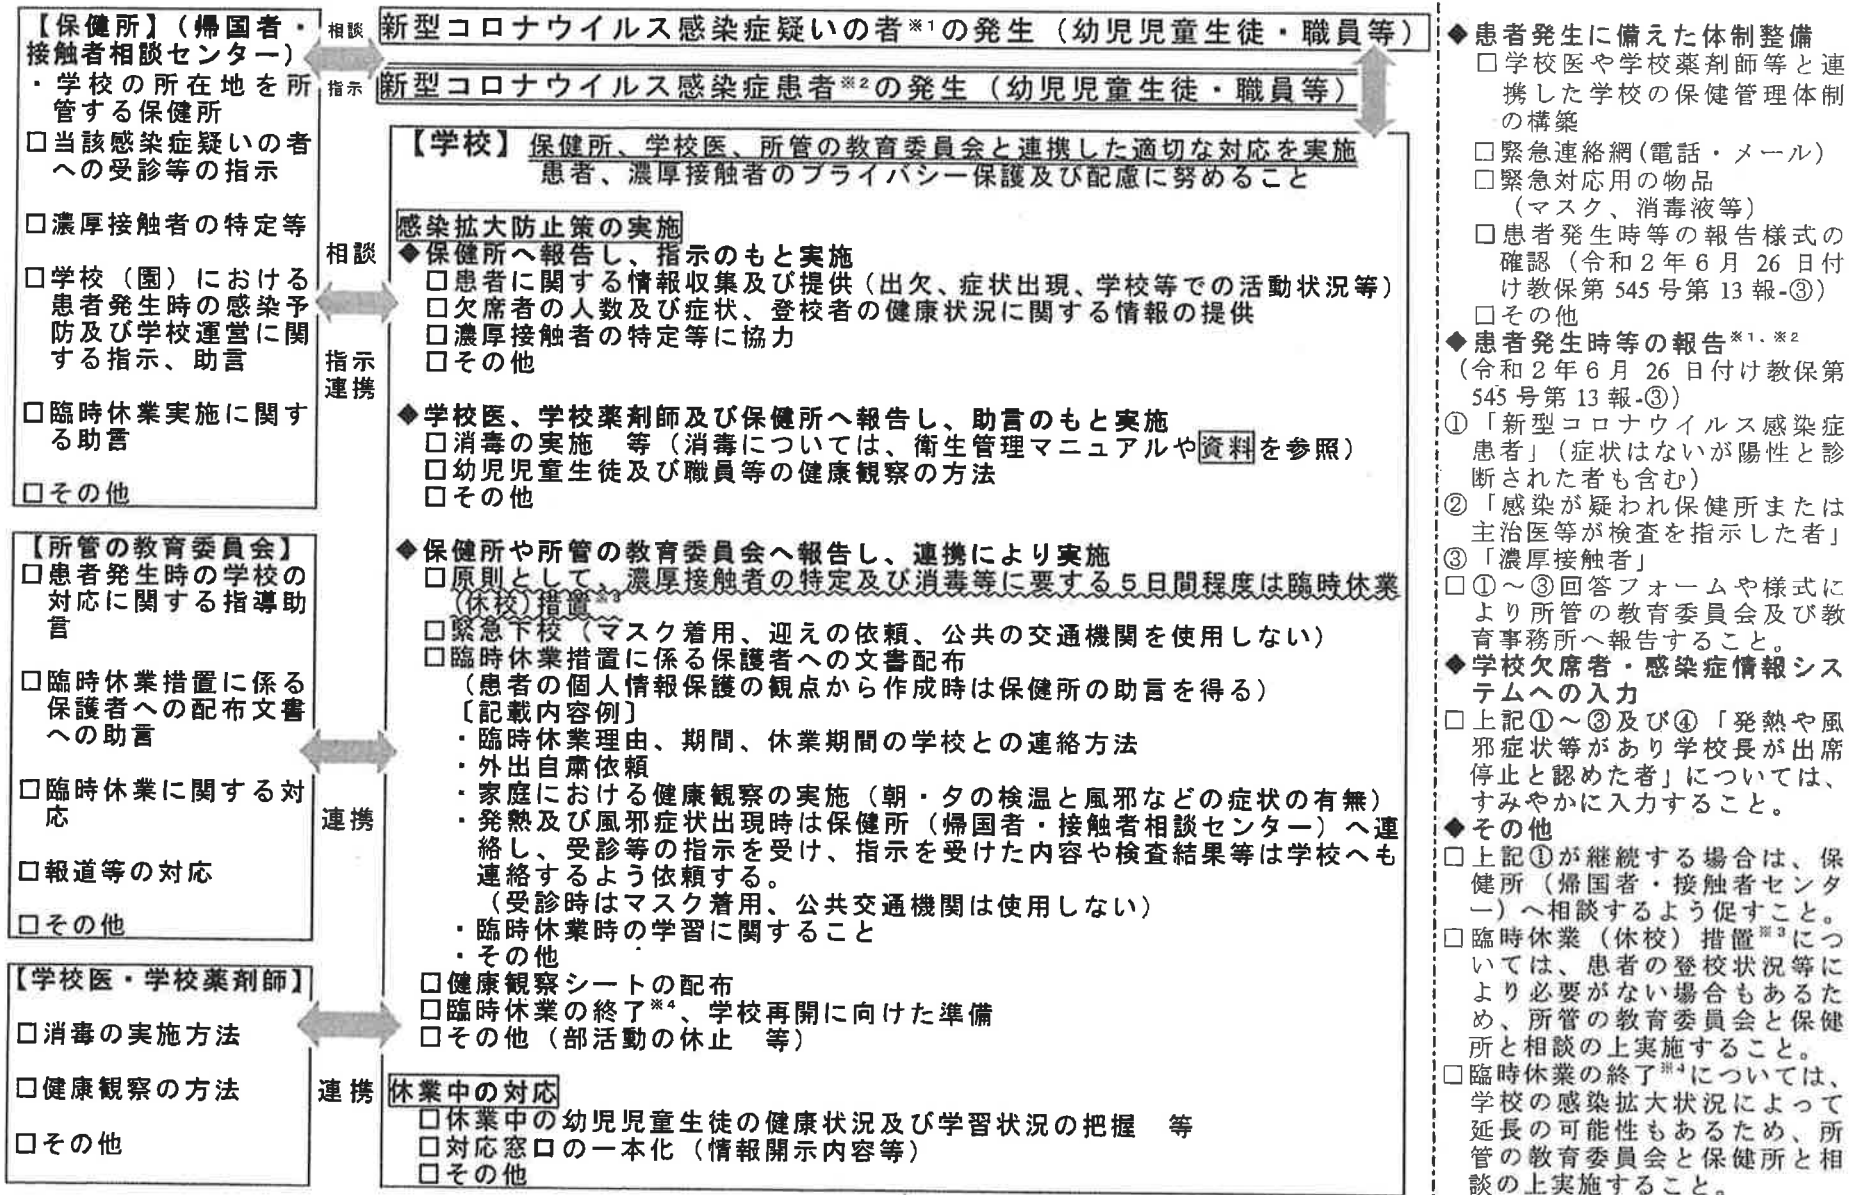 【保健所】(帰国者・
接触者相談センター)
・学校の所在地を所
管する保健所
□当該感染症疑いの者
への受診等の指示
□濃厚接触者の特定等
□学校(園)における
患者発生時の感染予
防及び学校運営に関
する指示、助言
□臨時休業実施に関す
る助言
□その他
【所管の教育委員会】
□患者発生時の学校の
対応に関する指導助
言
□臨時休業措置に係る
保護者への配布文書
への助言
□臨時休業に関する対
応
□報道等の対応
□その他
【学校医・学校薬剤師】
□消毒の実施方法
□健康観察の方法
□その他
相談
指示
相談
指示
連携
連携
連携
新型コロナウイルス感染症疑いの者※1の発生(幼児児童生徒・職員等)
新型コロナウイルス感染症患者※2の発生(幼児児童生徒・職員等)
【学校】保健所、学校医、所管の教育委員会と連携した適切な対応を実施
患者、濃厚接触者のプライバシー保護及び配慮に努めること
感染拡大防止策の実施
◆保健所へ報告し、指示のもと実施
□患者に関する情報収集及び提供(出欠、症状出現、学校等での活動状況等)
□欠席者の人数及び症状、登校者の健康状況に関する情報の提供
□濃厚接触者の特定等に協力
□その他
◆学校医、学校薬剤師及び保健所へ報告し、助言のもと実施
□消毒の実施 等(消毒については、衛生管理マニュアルや資料を参照)
□幼児児童生徒及び職員等の健康観察の方法
□その他
◆保健所や所管の教育委員会へ報告し、連携により実施
□原則として、濃厚接触者の特定及び消毒等に要する5日間程度は臨時休業
(休校)措置※3
□緊急下校(マスク着用、迎えの依頼、公共の交通機関を使用しない)
□臨時休業措置に係る保護者への文書配布
(患者の個人情報保護の観点から作成時は保健所の助言を得る)
〔記載内容例〕
・臨時休業理由、期間、休業期間の学校との連絡方法
・外出自粛依頼
・家庭における健康観察の実施(朝・夕の検温と風邪などの症状の有無)
・発熱及び風邪症状出現時は保健所(帰国者・接触者相談センター)へ連
絡し、受診等の指示を受け、指示を受けた内容や検査結果等は学校へも
連絡するよう依頼する。
(受診時はマスク着用、公共交通機関は使用しない)
・臨時休業時の学習に関すること
・その他
□健康観察シートの配布
□臨時休業の終了※4、学校再開に向けた準備
□その他(部活動の休止 等)
休業中の対応
□休業中の幼児児童生徒の健康状況及び学習状況の把握 等
□対応窓口の一本化(情報開示内容等)
□その他
◆患者発生に備えた体制整備
□学校医や学校薬剤師等と連
携した学校の保健管理体制
の構築
□緊急連絡網(電話・メール)
□緊急対応用の物品
(マスク、消毒液等)
□患者発生時等の報告様式の
確認(令和2年6月 26 日付
け教保第 545 号第 13 報-③)
□その他
◆患者発生時等の報告※1、※2
(令和2年6月 26 日付け教保第
545 号第 13 報-③)
①「新型コロナウイルス感染症
患者」(症状はないが陽性と診
断された者も含む)
②「感染が疑われ保健所または
主治医等が検査を指示した者」
③「濃厚接触者」
□①~③回答フォームや様式に
より所管の教育委員会及び教
育事務所へ報告すること。
◆学校欠席者・感染症情報シス
テムへの入力
□上記①~③及び④「発熱や風
邪症状等があり学校長が出席
停止と認めた者」については、
すみやかに入力すること。
◆その他
□上記①が継続する場合は、保
健所(帰国者・接触者センタ
ー)へ相談するよう促すこと。
□臨時休業(休校)措置※3につ
いては、患者の登校状況等に
より必要がない場合もあるた
め、所管の教育委員会と保健
所と相談の上実施すること。
□臨時休業の終了※4については、
学校の感染拡大状況によって
延長の可能性もあるため、所
管の教育委員会と保健所と相
談の上実施すること。